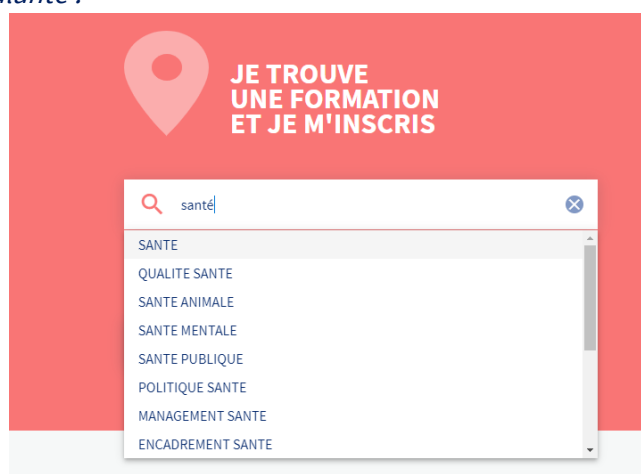 JE TROUVE
UNE FORMATION
ET JE M'INSCRIS
santé
SANTE
QUALITE SANTE
SANTE ANIMALE
SANTE MENTALE
SANTE PUBLIQUE
POLITIQUE SANTE
MANAGEMENT SANTE
ENCADREMENT SANTE